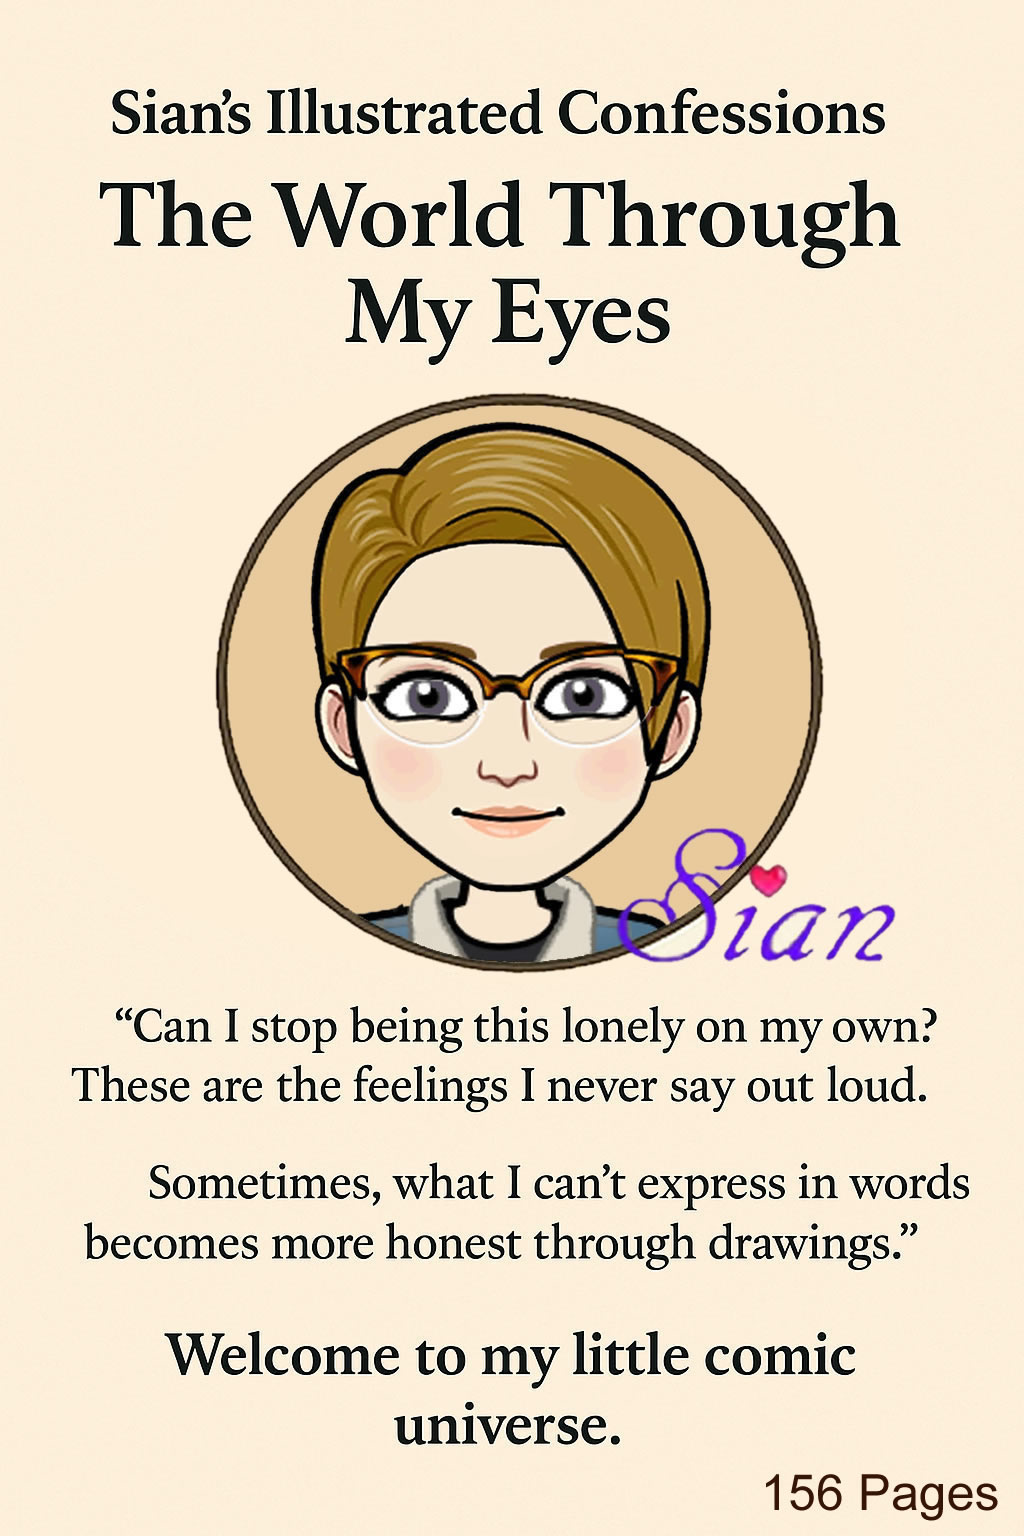 Sian’s Illustrated Confessions
The World Through
My Eyes
Sian
“Can I stop being this lonely on my own?
These are the feelings I never say out loud.
Sometimes, what I can’t express in words
becomes more honest through drawings.”
Welcome to my little comic
universe.
156 Pages